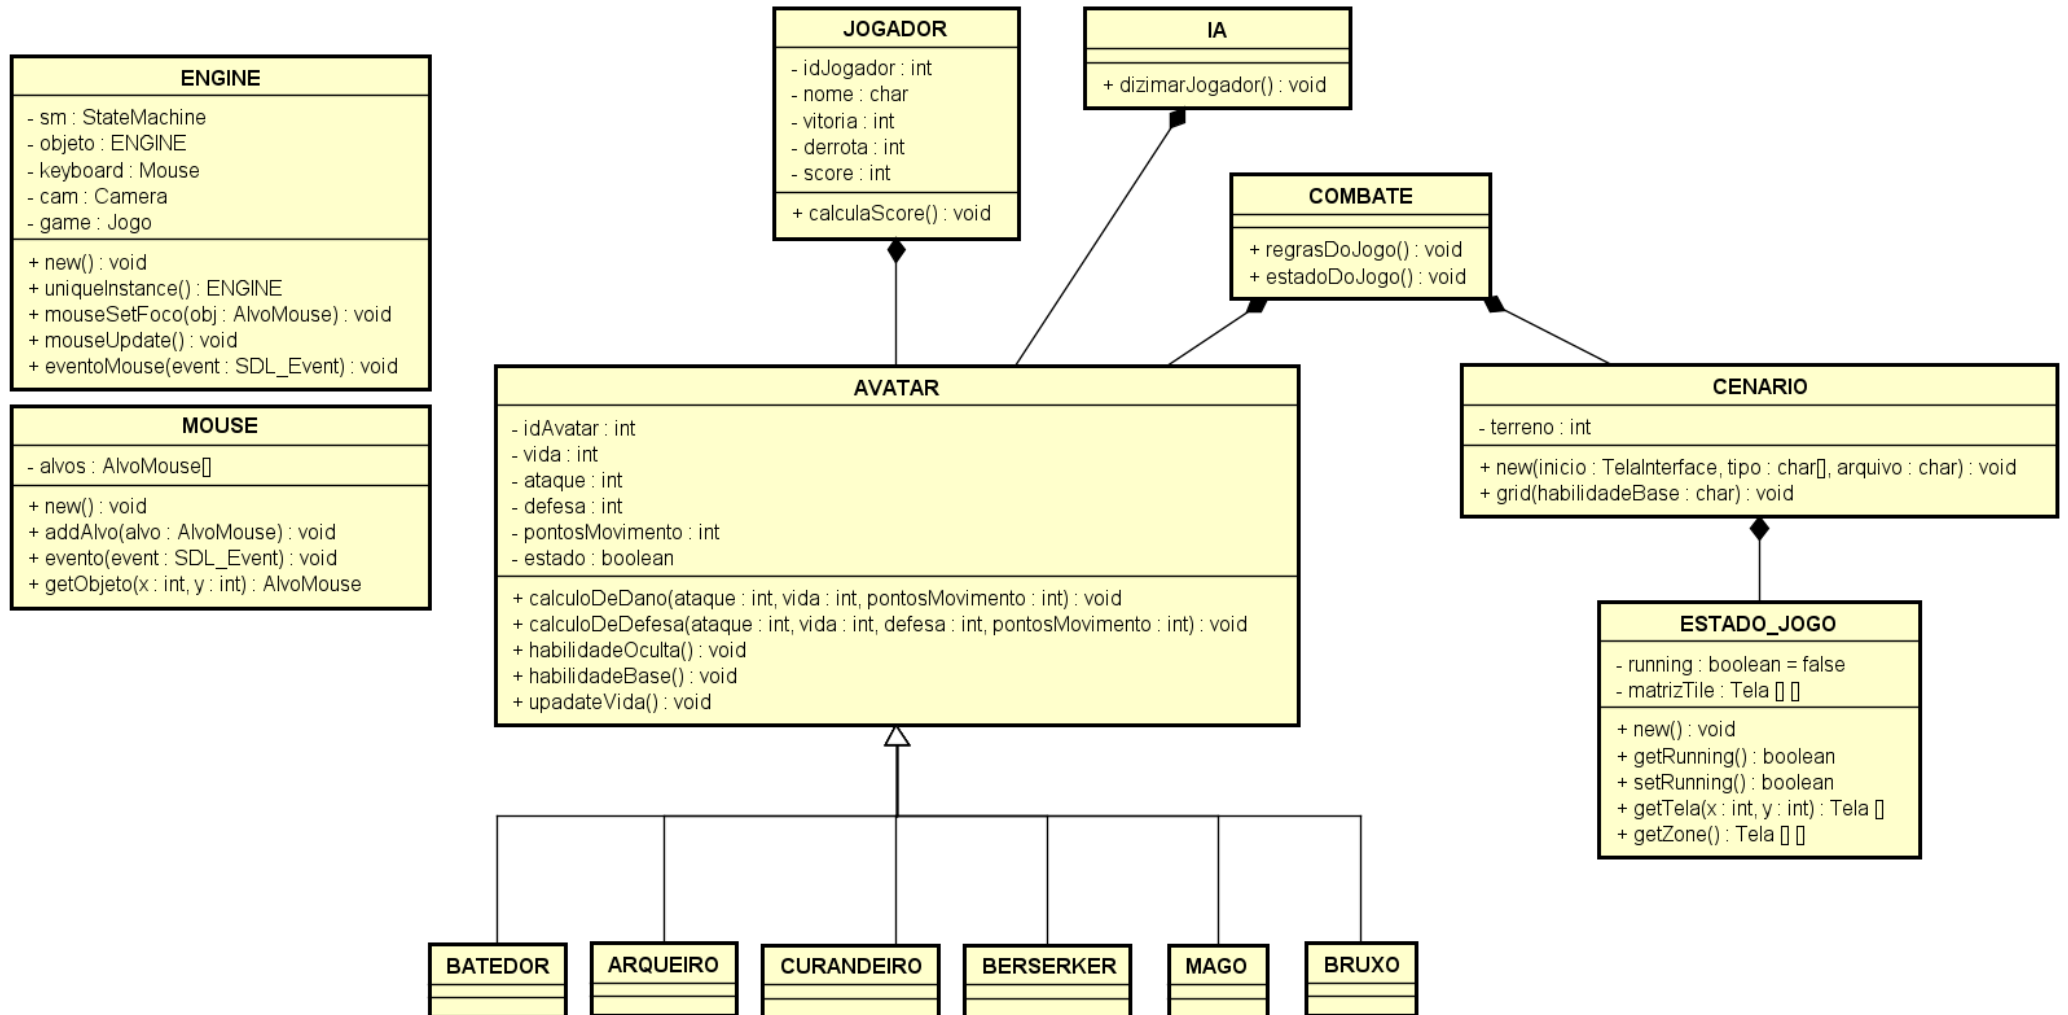 ENGINE
- sm : StateMachine
- objeto : ENGINE
- keyboard : Mouse
- cam : Camera
- game : Jogo
+ new() : void
+ uniqueInstance() : ENGINE
+ mouseSetFoco(obj : AlvoMouse) : void
+ mouseUpdate() : void
+ eventoMouse(event : SDL_Event) : void
MOUSE
- alvos : AlvoMouse[]
+ new() : void
+ addAlvo(alvo : AlvoMouse) : void
+ evento(event : SDL_Event) : void
+ getObjeto(x : int, y : int) : AlvoMouse
JOGADOR
- idJogador : int
- nome : char
- vitoria : int
- derrota : int
- score : int
+ calculaScore() : void
IA
+ dizimarJogador() : void
COMBATE
+ regrasDoJogo() : void
+ estadoDoJogo() : void
AVATAR
- idAvatar : int
- vida : int
- ataque : int
- defesa : int
- pontosMovimento : int
- estado : boolean
+ calculoDeDano(ataque : int, vida : int, pontosMovimento : int) : void
+ calculoDeDefesa(ataque : int, vida : int, defesa : int, pontosMovimento : int) : void
+ habilidadeOculta() : void
+ habilidadeBase() : void
+ upadateVida() : void
CENARIO
- terreno : int
+ new(inicio : TelaInterface, tipo : char[], arquivo : char) : void
+ grid(habilidadeBase : char) : void
ESTADO_JOGO
- running : boolean = false
- matrizTile : Tela [] []
+ new() : void
+ getRunning() : boolean
+ setRunning() : boolean
+ getTela(x : int, y : int) : Tela []
+ getZone() : Tela [] []
BATEDOR
ARQUEIRO
CURANDEIRO
BERSERKER
MAGO
BRUXO